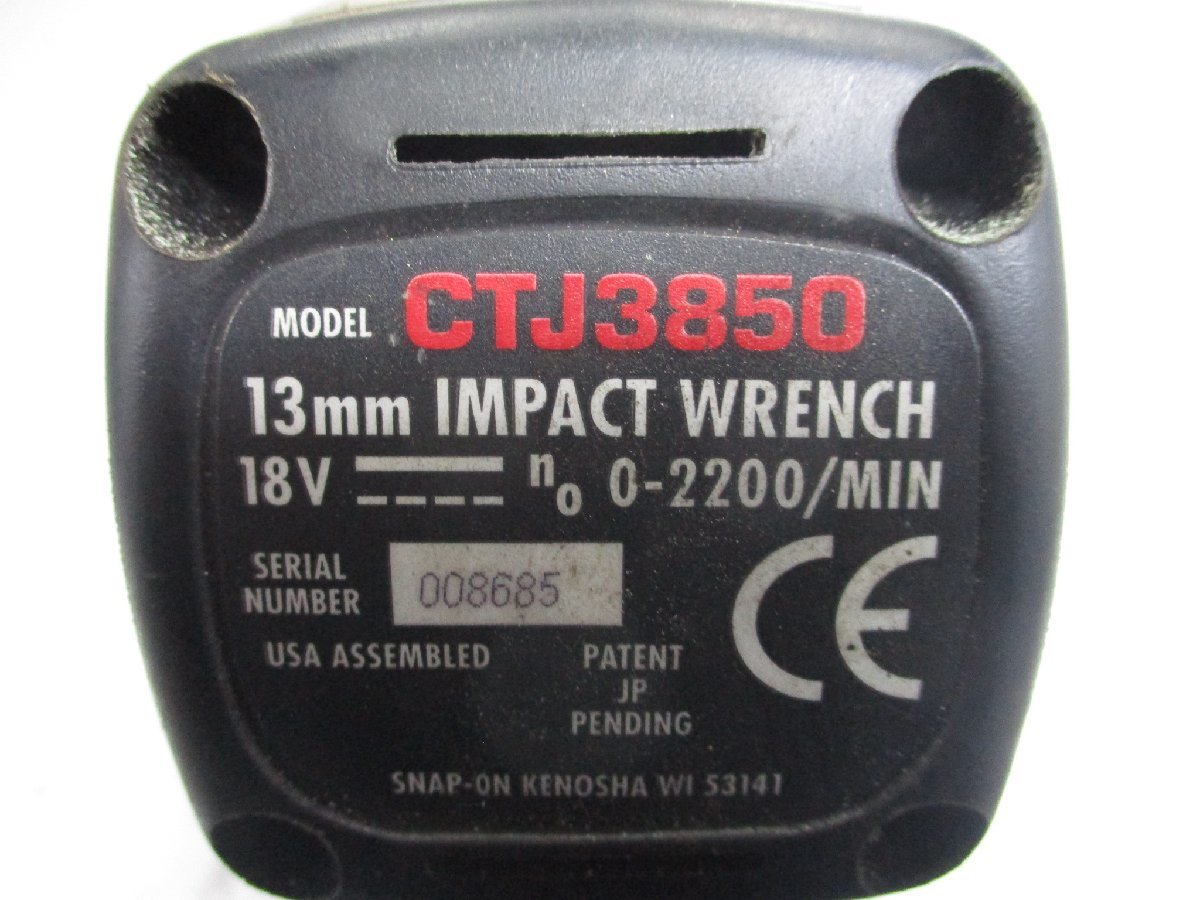 MODEL CTJ3850
13mm IMPACT WRENCH
18V n₀ 0-2200/MIN
SERIAL
NUMBER
008685
CE
USA ASSEMBLED
PATENT
JP
PENDING
SNAP-ON KENOSHA WI 53141